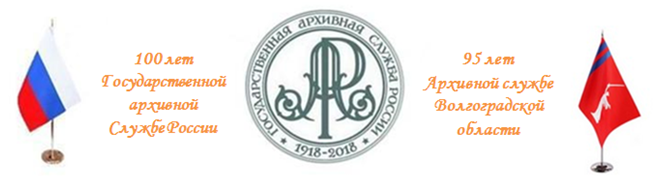 100 лет
Государственной
архивной
Службе России
ГОСУДАРСТВЕННАЯ АРХИВНАЯ СЛУЖБА РОССИИ
1918-2018
95 лет
Архивной службе
Волгоградской
области